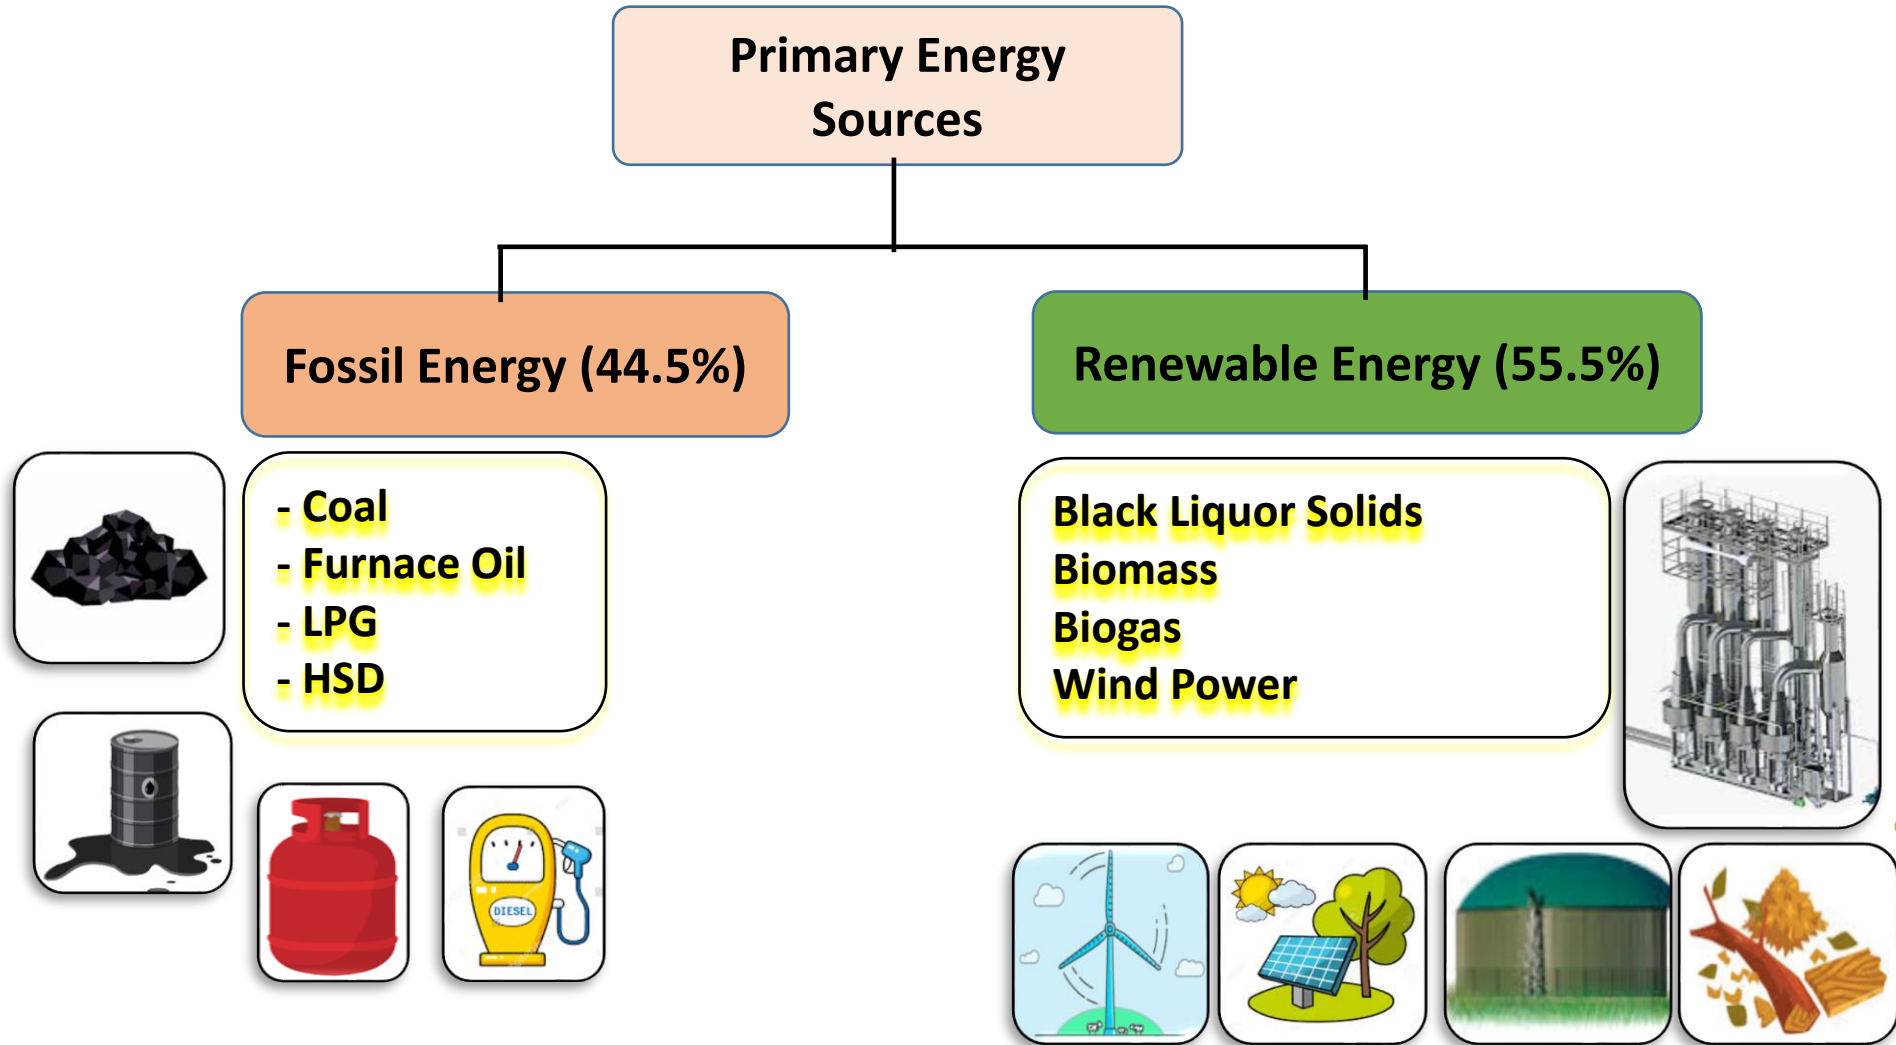 Primary Energy
Sources
Fossil Energy (44.5%)
Renewable Energy (55.5%)
- Coal
- Furnace Oil
- LPG
- HSD
Black Liquor Solids
Biomass
Biogas
Wind Power
DIESEL